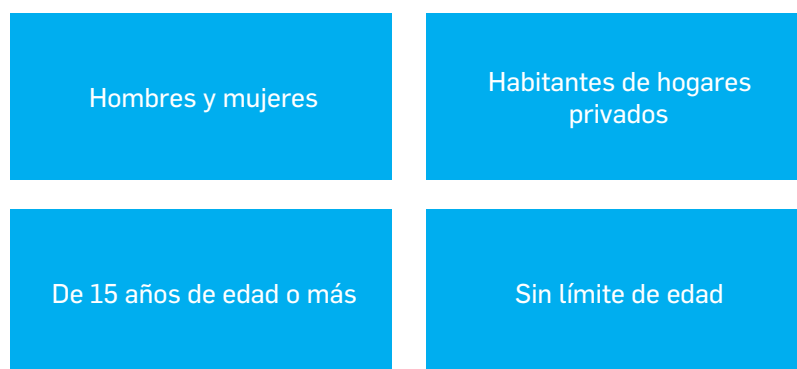 Hombres y mujeres
Habitantes de hogares
privados
De 15 años de edad o más
Sin límite de edad